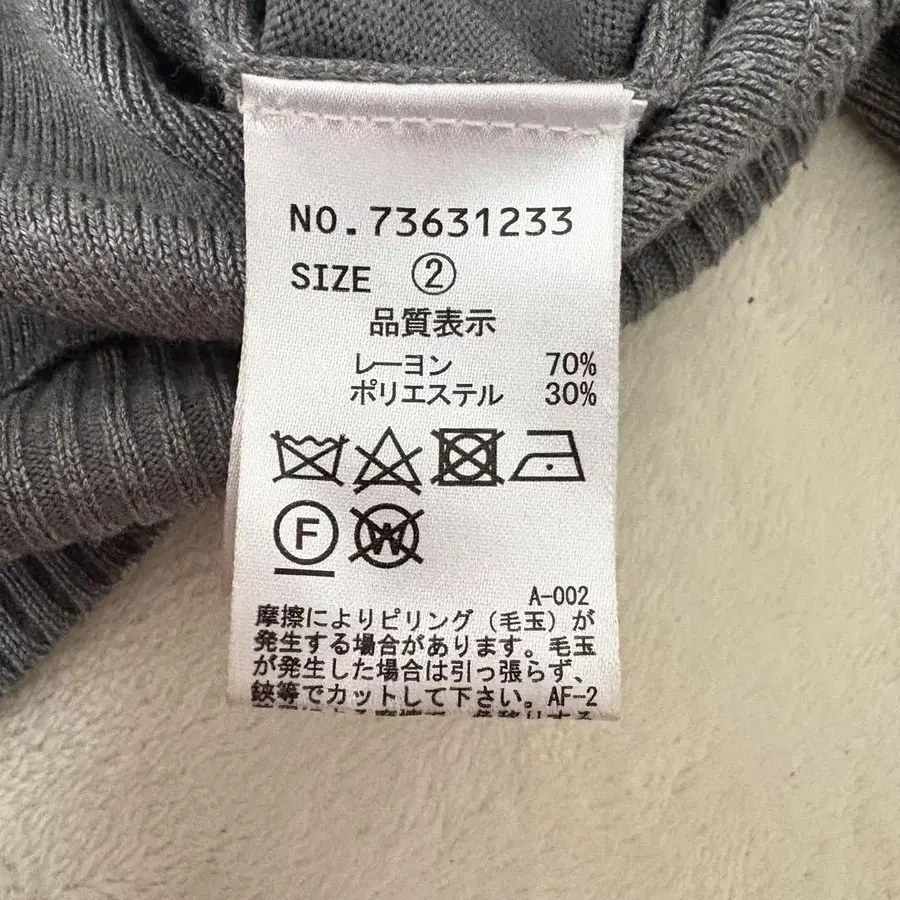 NO.73631233
SIZE ②
品質表示
レーヨン 70%
ポリエステル 30%
F W
A-002
摩擦によりピリング(毛玉)が
発生する場合があります。毛玉
が発生した場合は引っ張らず、
鋏等でカットして下さい。AF-2